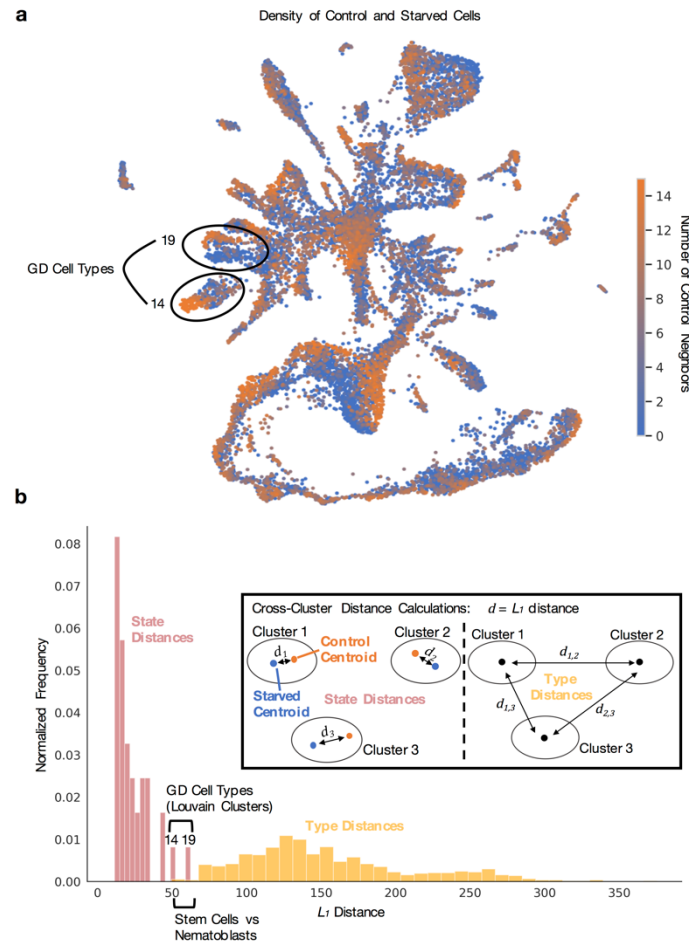 a
Density of Control and Starved Cells
19
GD Cell Types
14
14
12
10
8
6
4
2
0
Number of Control Neighbors
b
0.08
0.07
0.06
0.05
0.04
0.03
0.02
0.01
0.00
Normalized Frequency
State
Distances
GD Cell Types
(Louvain Clusters)
14 19
Type Distances
Cross-Cluster Distance Calculations: d = L1 distance
Cluster 1
Cluster 2
d1
Control
Centroid
d2
Starved
Centroid
State Distances
d3
Cluster 3
Cluster 1
Cluster 2
d1,2
Type
Distances
d1,3
d2,3
Cluster 3
0 50 100 150 200 250 300 350
L1 Distance
Stem Cells vs
Nematoblasts